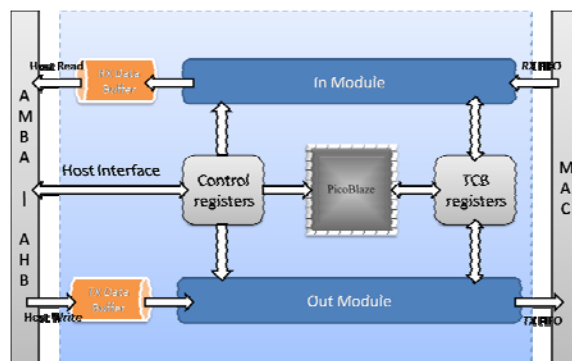 Host Read
RX Data
Buffer
In Module
RX FIFO
A
M
B
A
|
A
H
B
Host Interface
Control
registers
PicoBlaze
TCB
registers
M
A
C
TX Data
Buffer
Out Module
Host Write
TX FIFO